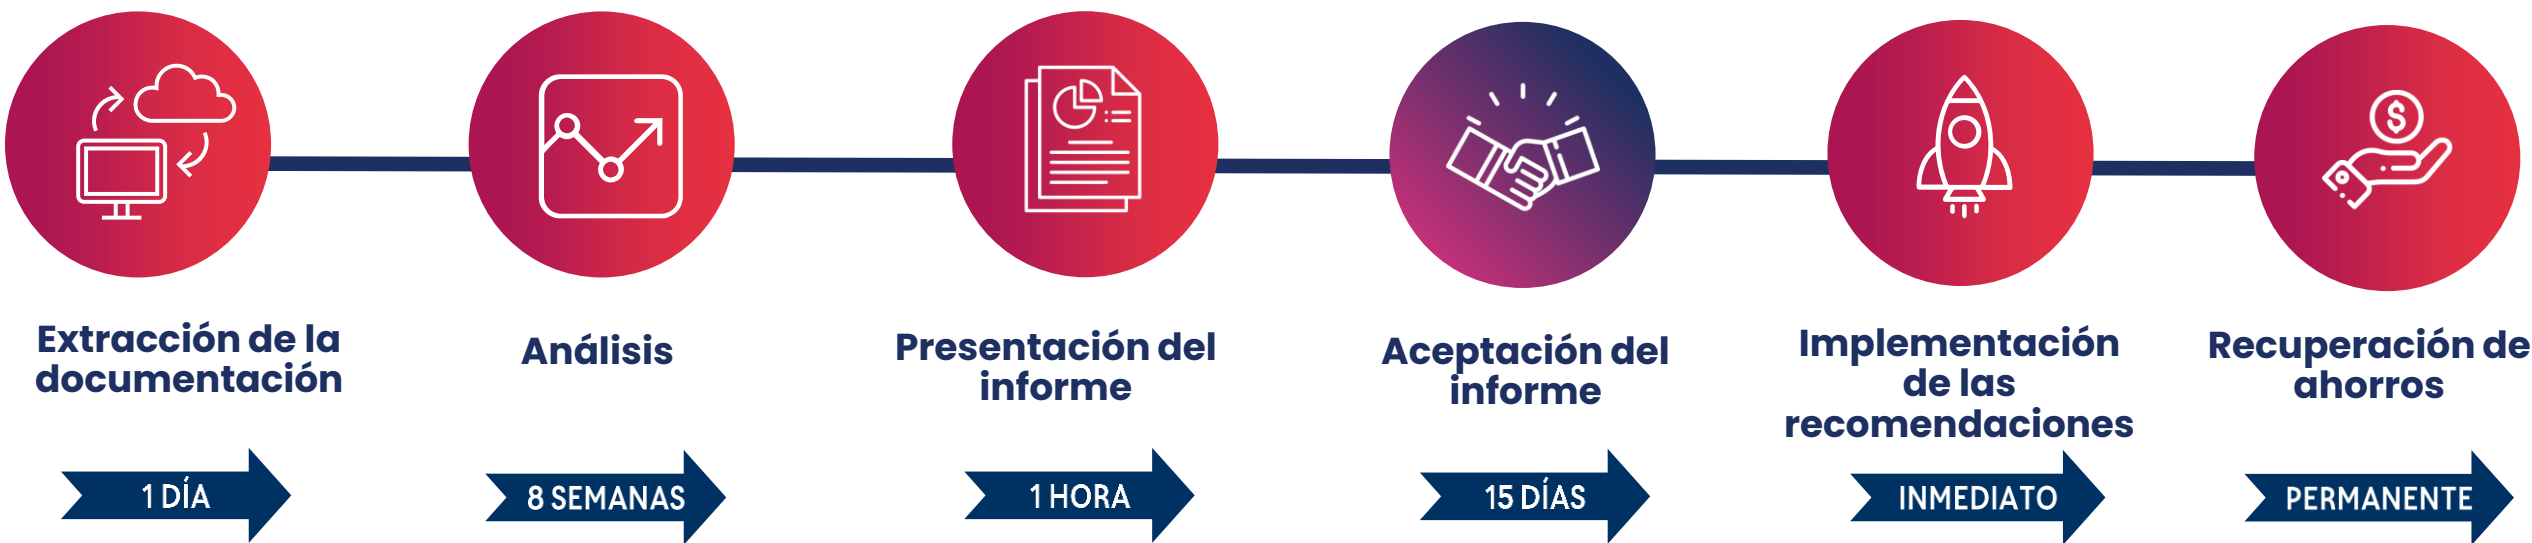 Extracción de la
documentación
1 DÍA
Análisis
8 SEMANAS
Presentación del
informe
1 HORA
Aceptación del
informe
15 DÍAS
Implementación
de las
recomendaciones
INMEDIATO
Recuperación de
ahorros
PERMANENTE
$